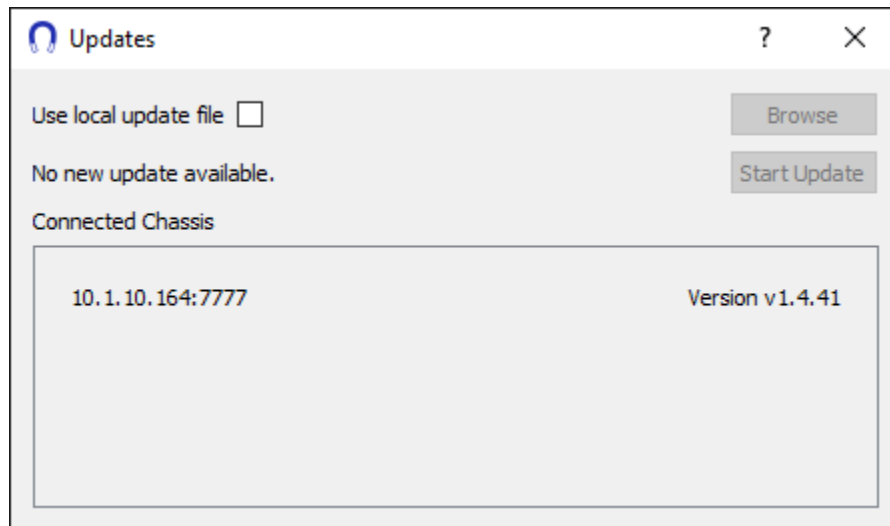 Updates ?
Use local update file Browse
No new update available. Start Update
Connected Chassis
10.1.10.164:7777 Version v1.4.41